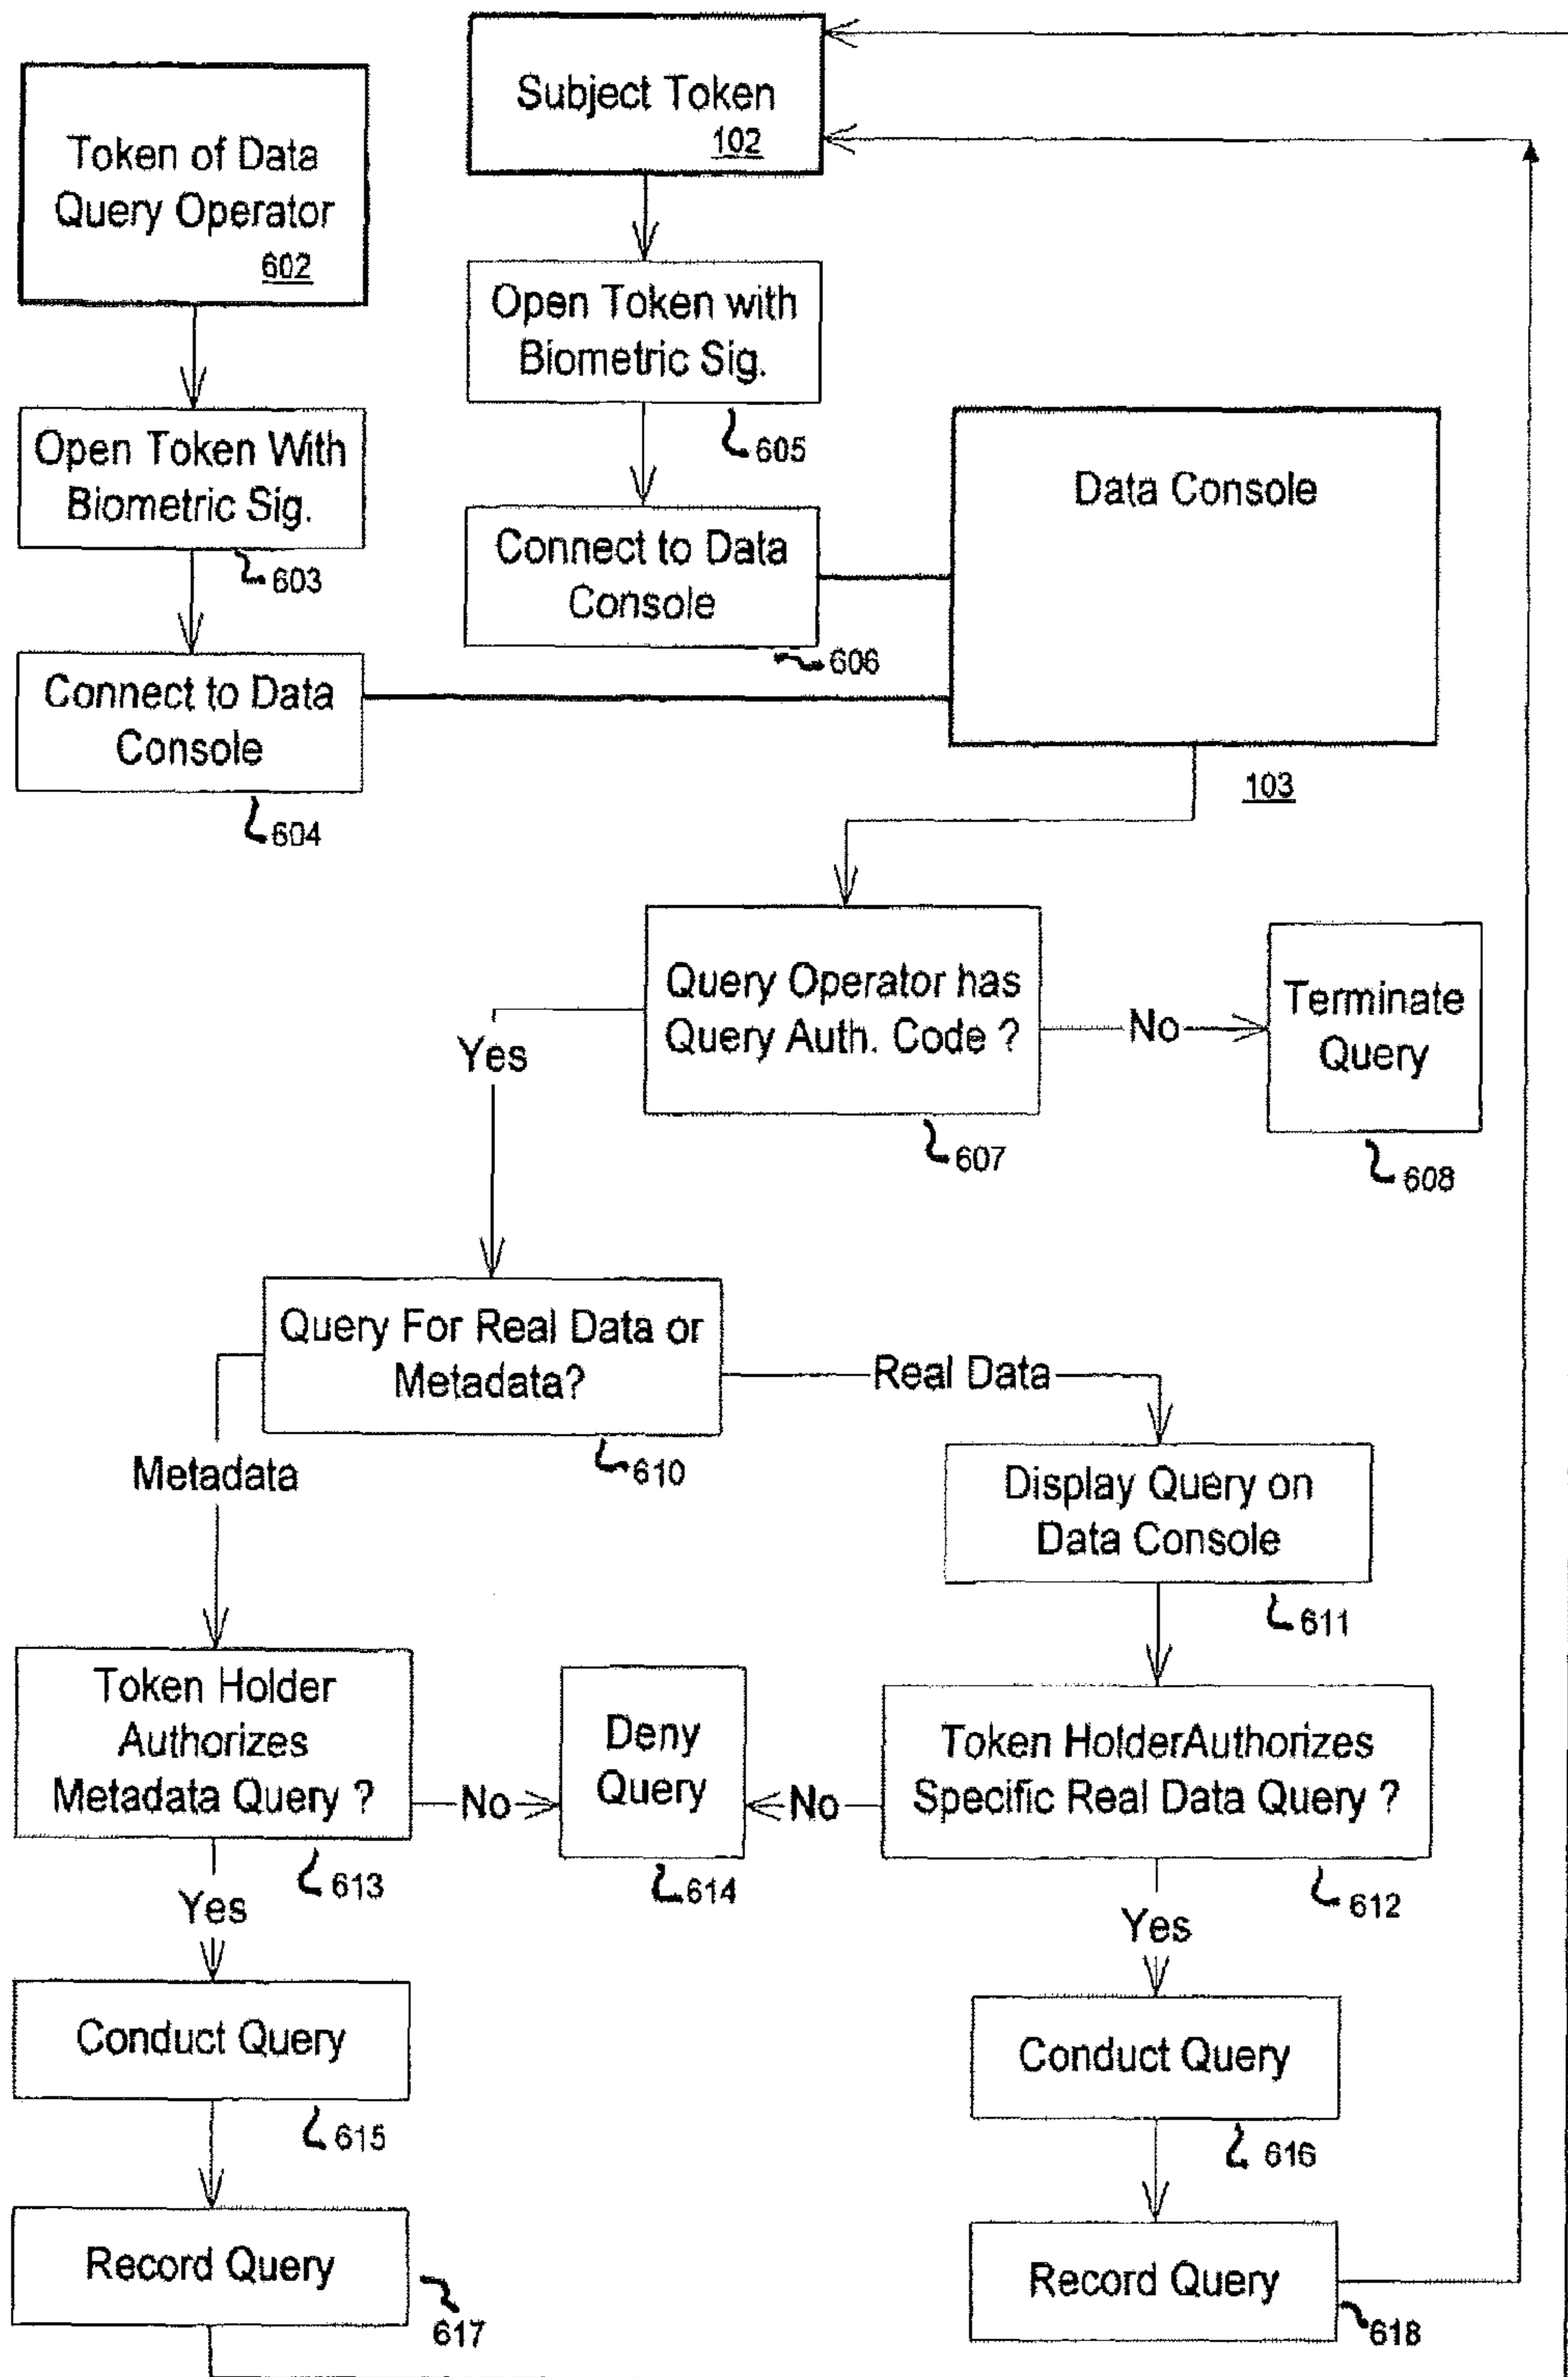 Subject Token
102
Token of Data
Query Operator
602
Open Token with
Biometric Sig.
605
Open Token With
Biometric Sig.
603
Data Console
103
Connect to Data
Console
606
Connect to Data
Console
604
Query Operator has
Query Auth. Code ?
607
No
Terminate
Query
608
Yes
Query For Real Data or
Metadata?
610
Real Data
Metadata
Display Query on
Data Console
611
Token Holder
Authorizes
Metadata Query ?
613
No
Deny
Query
614
No
Token HolderAuthorizes
Specific Real Data Query ?
612
Yes
Yes
Conduct Query
615
Conduct Query
616
Record Query
617
Record Query
618